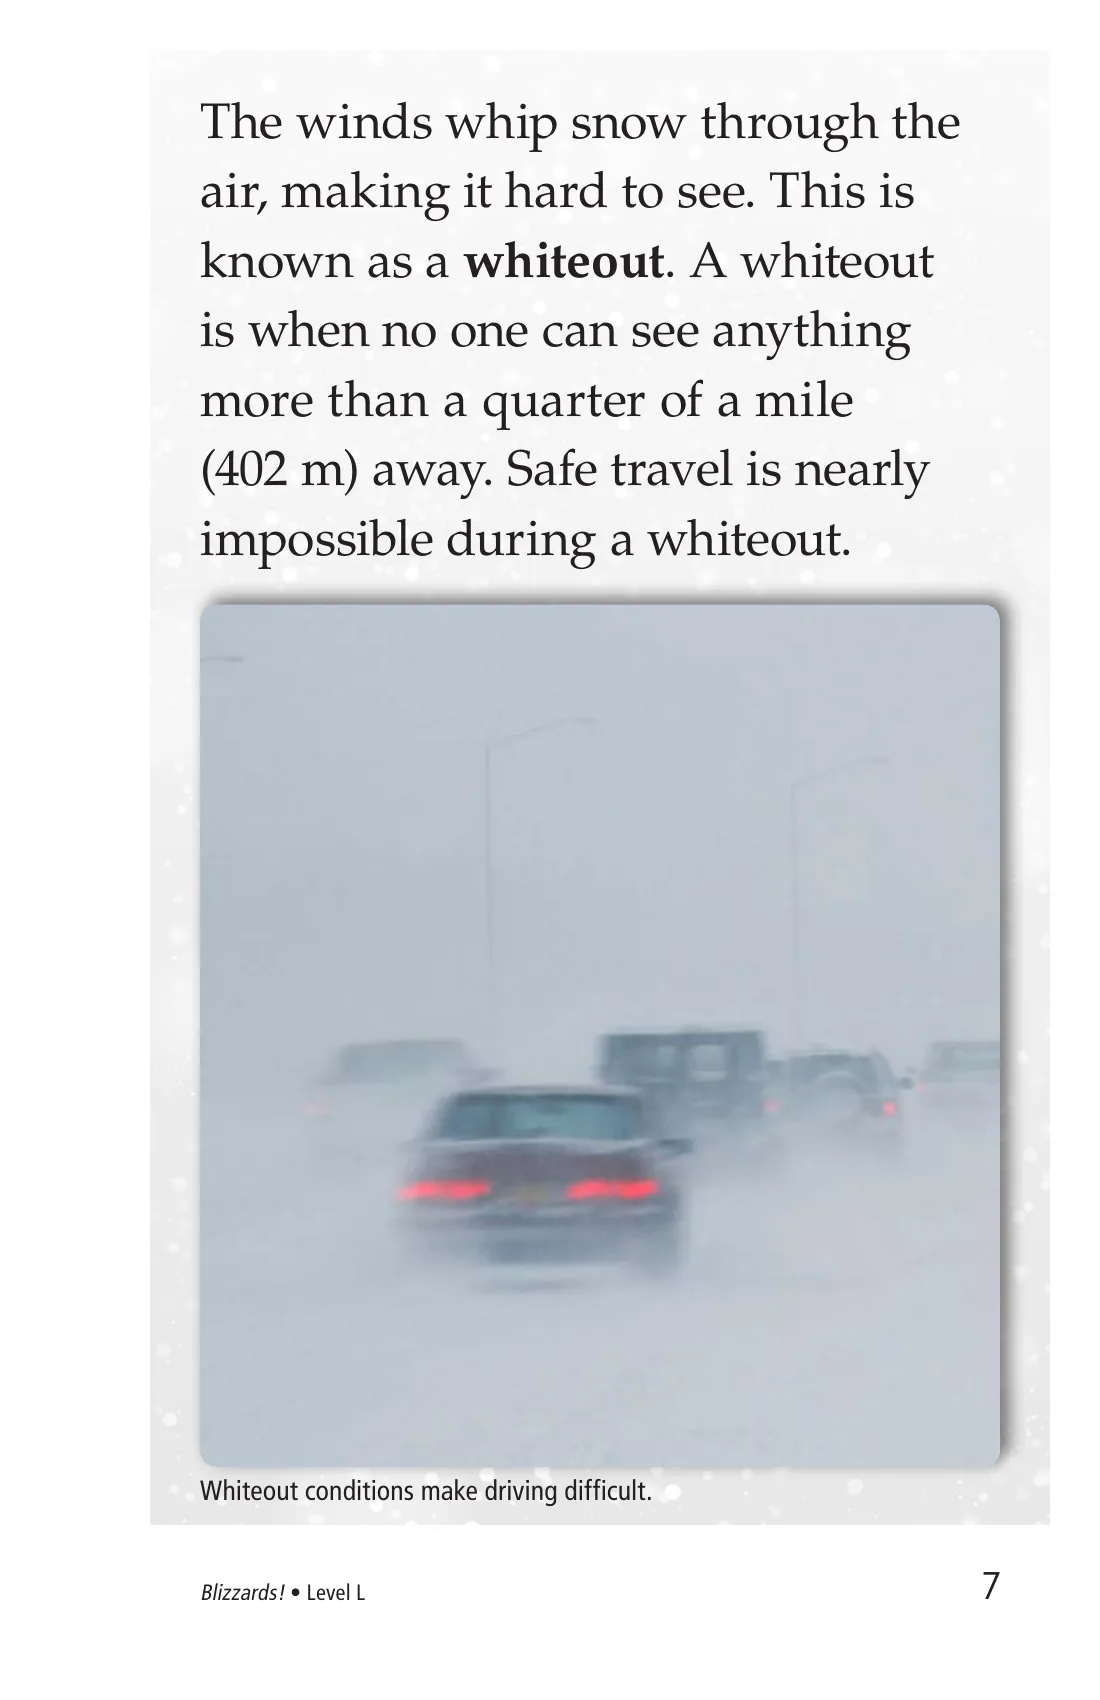 The winds whip snow through the
air, making it hard to see. This is
known as a whiteout. A whiteout
is when no one can see anything
more than a quarter of a mile
(402 m) away. Safe travel is nearly
impossible during a whiteout.
Whiteout conditions make driving difficult.
Blizzards! • Level L
7